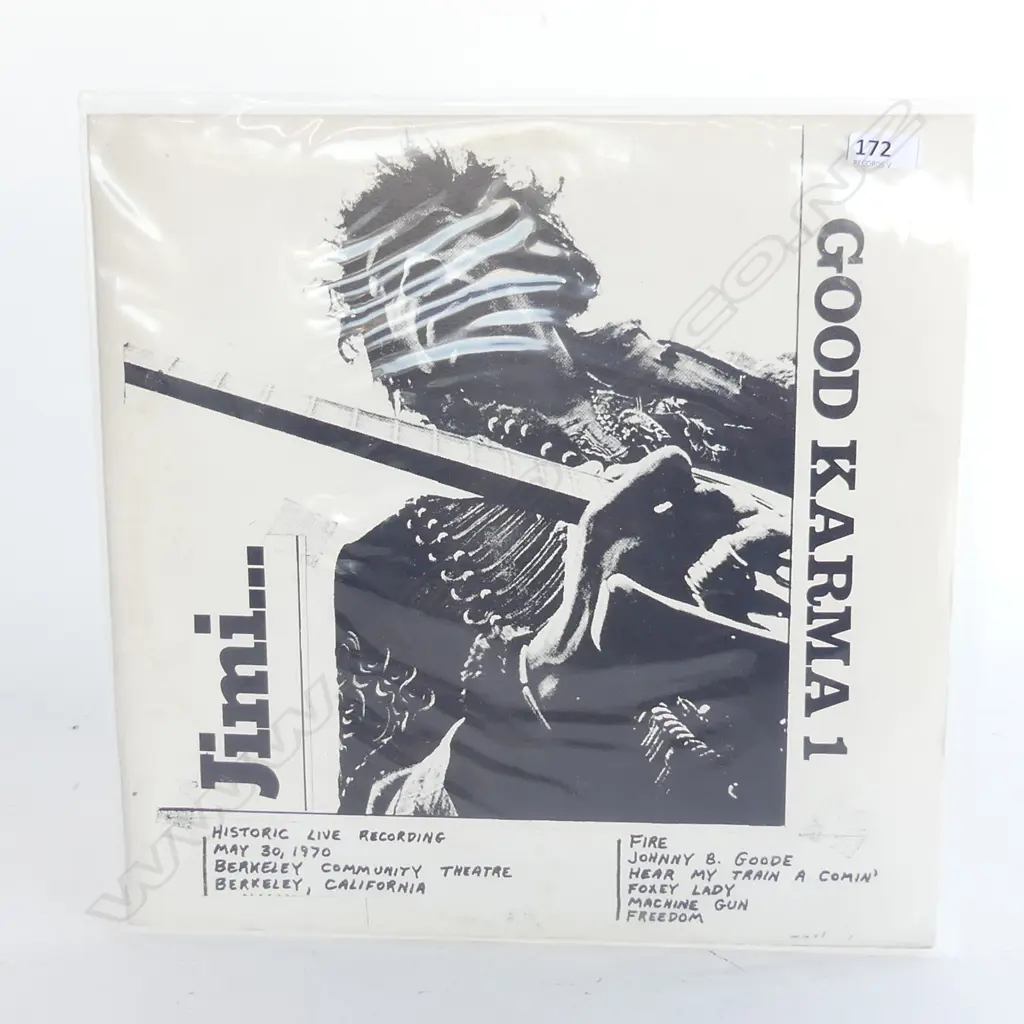 172
RECORDS V
GOOD KARMA 1
Jimi...
HISTORIC LIVE RECORDING
MAY 30, 1970
BERKELEY COMMUNITY THEATRE
BERKELEY, CALIFORNIA
FIRE
JOHNNY B. GOODE
HEAR MY TRAIN A COMIN'
FOXEY LADY
MACHINE GUN
FREEDOM